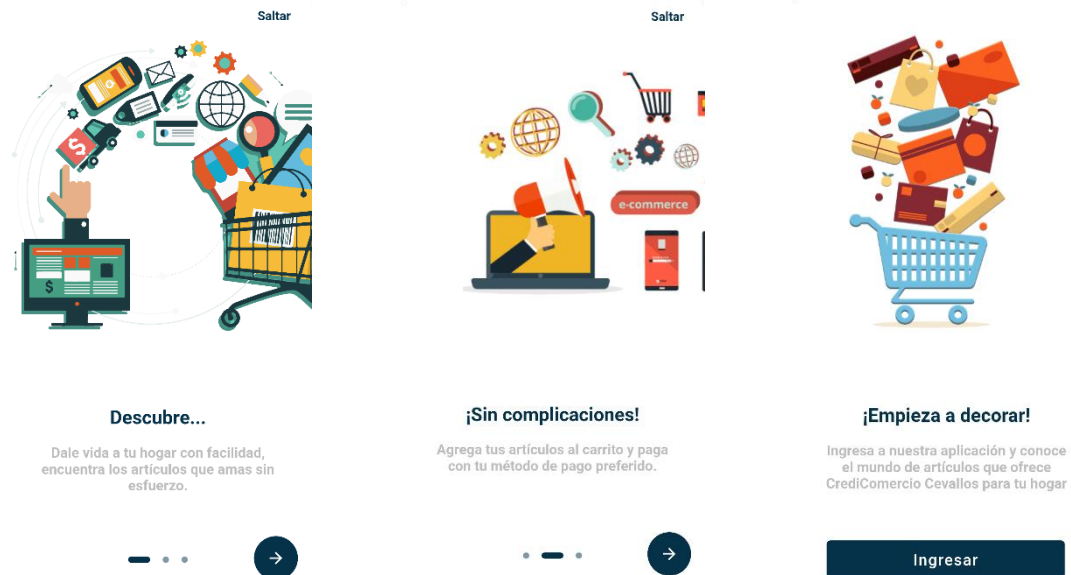 Saltar
$
$
Descubre...
Dale vida a tu hogar con facilidad,
encuentra los artículos que amas sin
esfuerzo.
Saltar
e-commerce
¡Sin complicaciones!
Agrega tus artículos al carrito y paga
con tu método de pago preferido.
¡Empieza a decorar!
Ingresa a nuestra aplicación y conoce
el mundo de artículos que ofrece
CrediComercio Cevallos para tu hogar
Ingresar